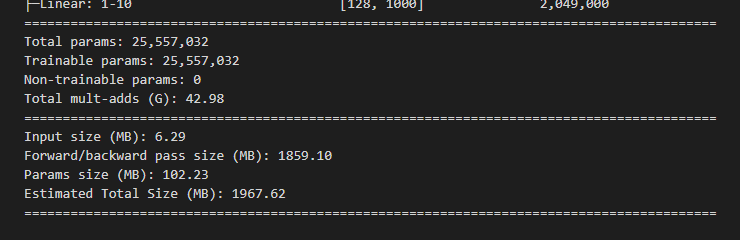 ├─Linear: 1-10 [128, 1000] 2,049,000
==========================================================================================
Total params: 25,557,032
Trainable params: 25,557,032
Non-trainable params: 0
Total mult-adds (G): 42.98
==========================================================================================
Input size (MB): 6.29
Forward/backward pass size (MB): 1859.10
Params size (MB): 102.23
Estimated Total Size (MB): 1967.62
==========================================================================================